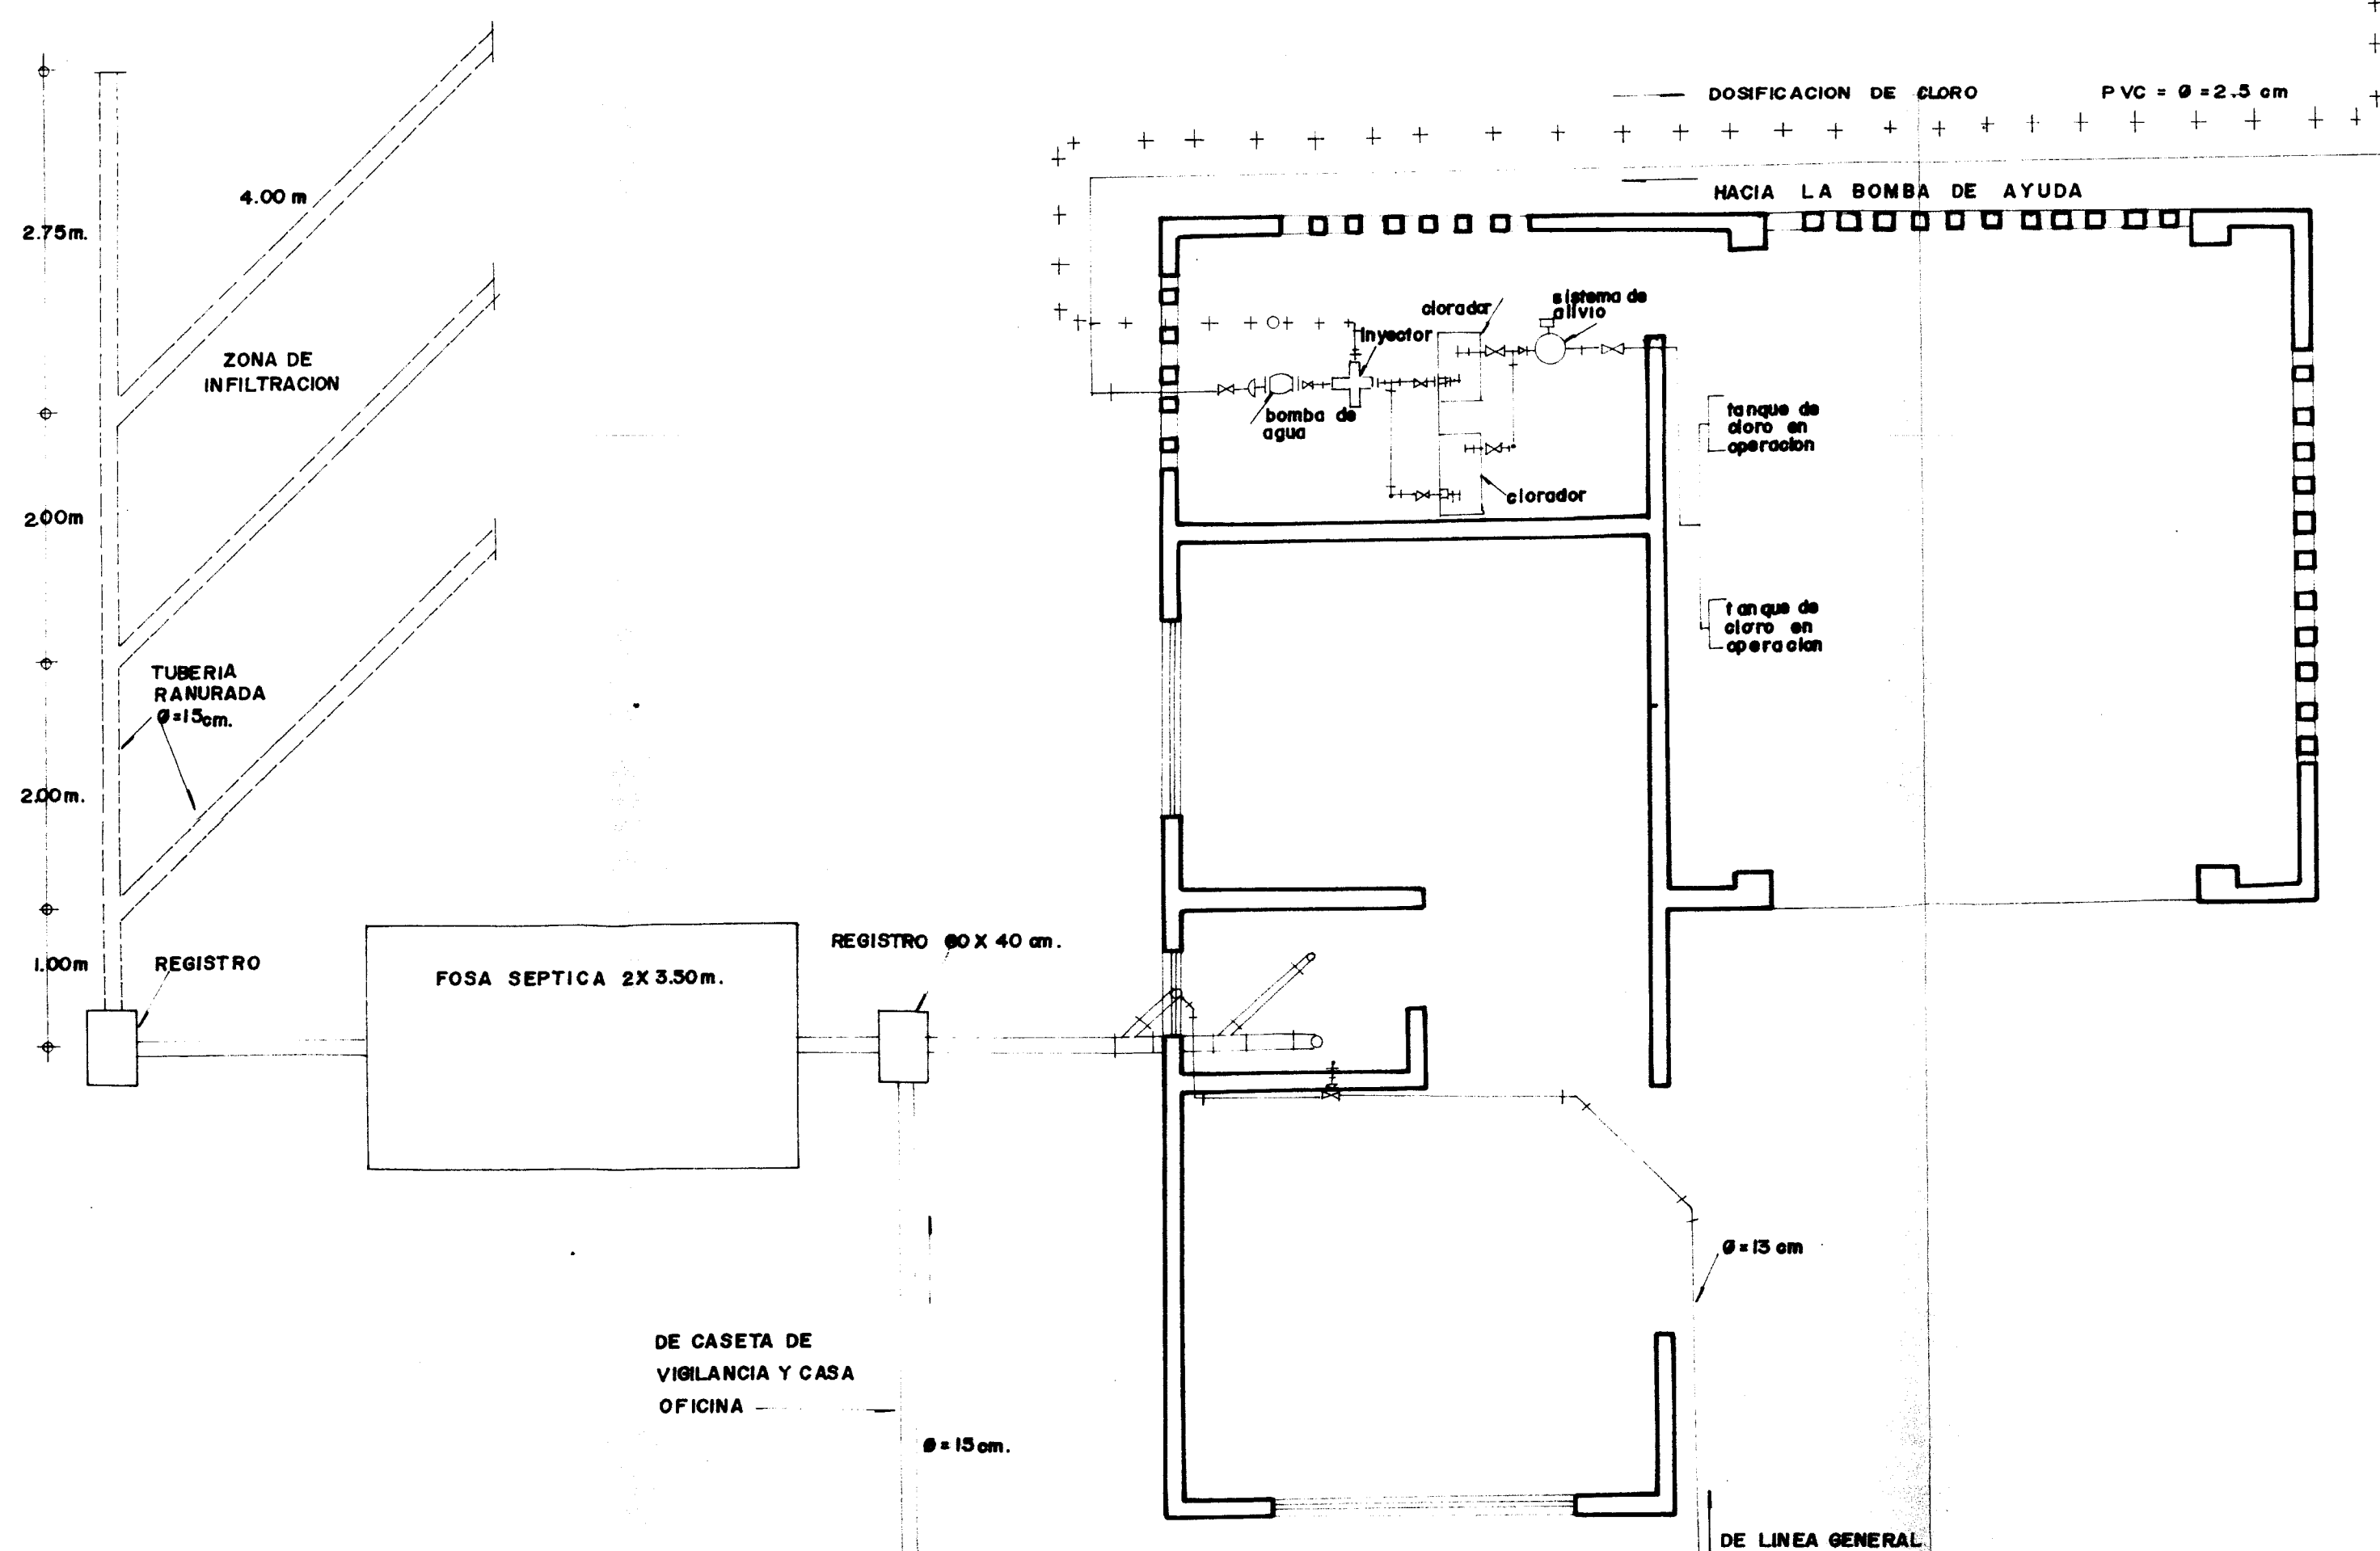 DOSIFICACION DE CLORO PVC = Ø = 2.5 cm
HACIA LA BOMBA DE AYUDA
4.00 m
2.75 m.
ZONA DE
INFILTRACION
2.00m
TUBERIA
RANURADA
Ø=15cm.
2.00m.
1.00m
REGISTRO
FOSA SEPTICA 2X 3.50m.
REGISTRO 60 X 40 cm.
clorador
sistema de
alivio
inyector
bomba de
agua
clorador
tanque de
cloro en
operacion
tanque de
cloro en
operacion
Ø = 13 cm
DE CASETA DE
VIGILANCIA Y CASA
OFICINA
Ø = 15 cm.
DE LINEA GENERAL